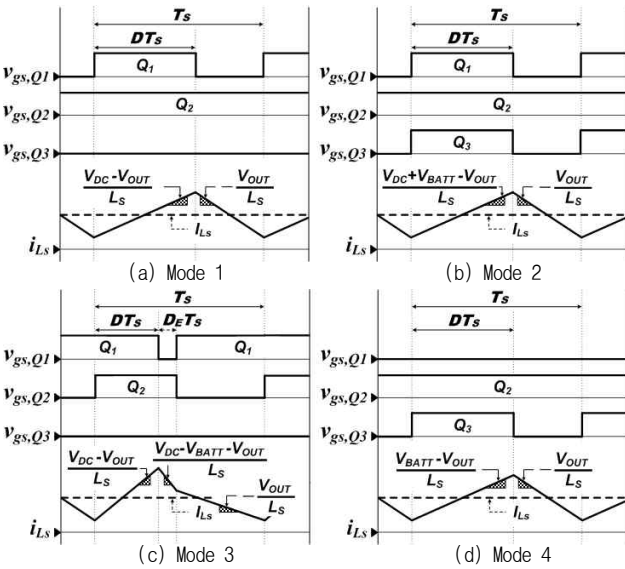 Ts
DTs
vgs,Q1
Q1
vgs,Q2
Q2
vgs,Q3
VDC -VOUT
LS
VOUT
LS
ILs
iLs
(a) Mode 1
Ts
DTs
vgs,Q1
Q1
vgs,Q2
Q2
vgs,Q3
Q3
VDC+VBATT-VOUT
LS
VOUT
LS
ILs
iLs
(b) Mode 2
Ts
DTs
DETs
vgs,Q1
Q1
Q1
vgs,Q2
Q2
vgs,Q3
VDC-VOUT
LS
VDC-VBATT-VOUT
LS
VOUT
LS
ILs
iLs
(c) Mode 3
Ts
DTs
vgs,Q1
vgs,Q2
Q2
vgs,Q3
Q3
VBATT-VOUT
LS
VOUT
LS
ILs
iLs
(d) Mode 4